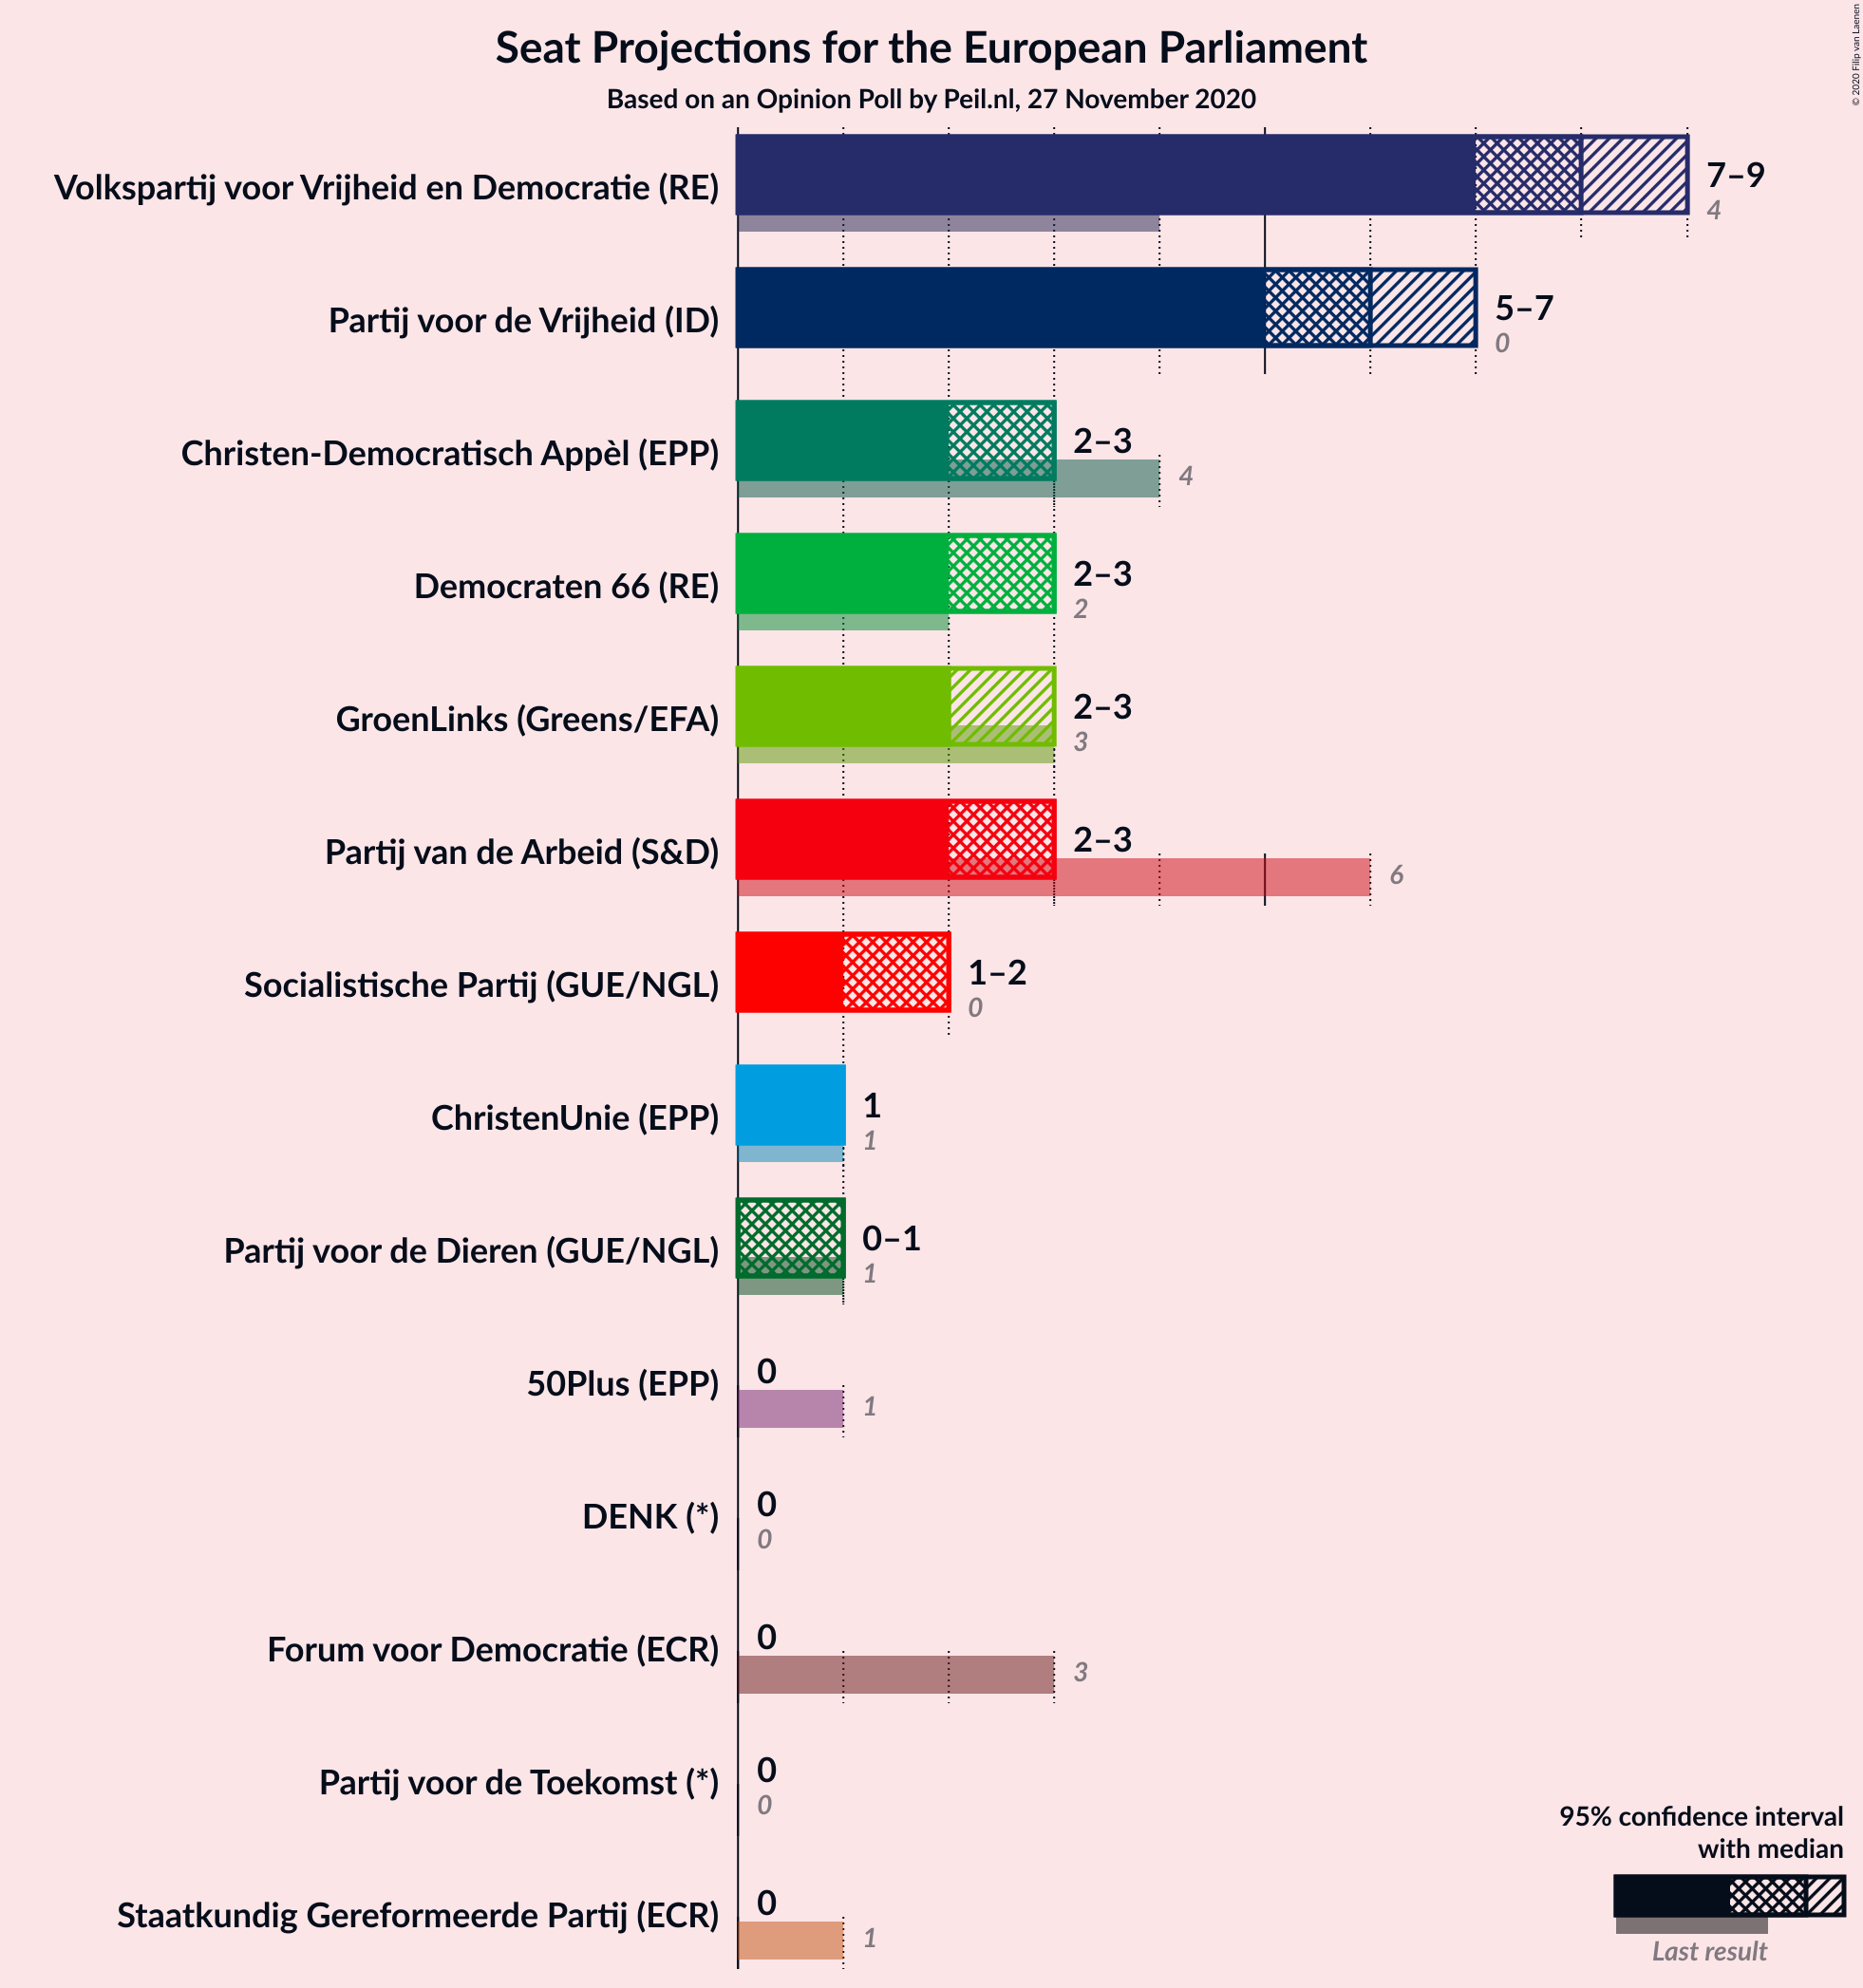 Seat Projections for the European Parliament
Based on an Opinion Poll by Peil.nl, 27 November 2020
© 2020 Filip van Laenen
Volkspartij voor Vrijheid en Democratie (RE)
7–9
4
Partij voor de Vrijheid (ID)
5–7
0
Christen-Democratisch Appèl (EPP)
2–3
4
Democraten 66 (RE)
2–3
2
GroenLinks (Greens/EFA)
2–3
3
Partij van de Arbeid (S&D)
2–3
6
Socialistische Partij (GUE/NGL)
1–2
0
ChristenUnie (EPP)
1
1
Partij voor de Dieren (GUE/NGL)
0–1
1
50Plus (EPP)
0
1
DENK (*)
0
0
Forum voor Democratie (ECR)
0
3
Partij voor de Toekomst (*)
0
0
Staatkundig Gereformeerde Partij (ECR)
0
1
95% confidence interval
with median
Last result